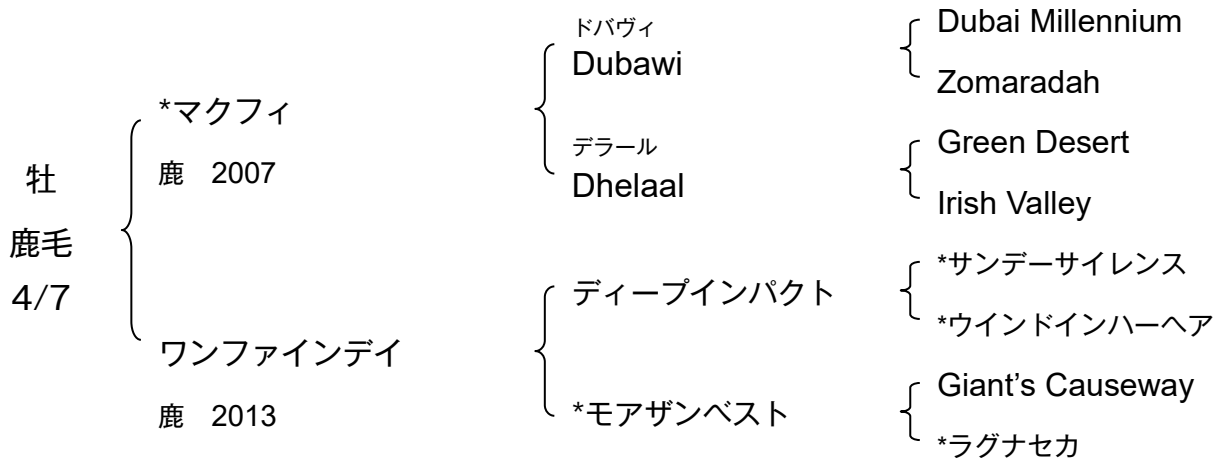 牡
鹿毛
4/7
*マクフィ
鹿　2007
ワンファインデイ
鹿　2013
ドバヴィ
Dubawi
デラール
Dhelaal
ディープインパクト
*モアザンベスト
Dubai Millennium
Zomaradah
Green Desert
Irish Valley
*サンデーサイレンス
*ウインドインハーヘア
Giant’s Causeway
*ラグナセカ